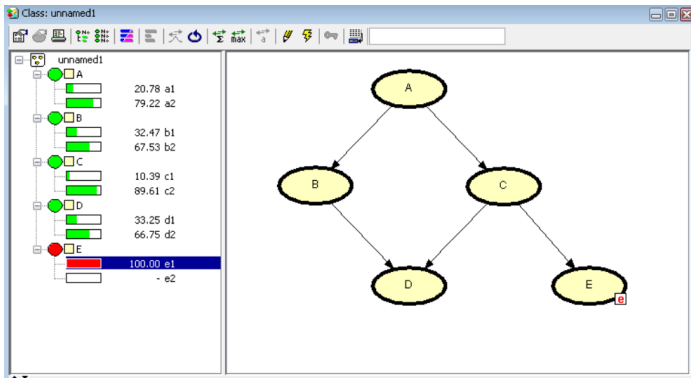 Class: unnamed1
unnamed1
A
20.78 a1
79.22 a2
B
32.47 b1
67.53 b2
C
10.39 c1
89.61 c2
D
33.25 d1
66.75 d2
E
100.00 e1
- e2
A
B
C
D
E
e